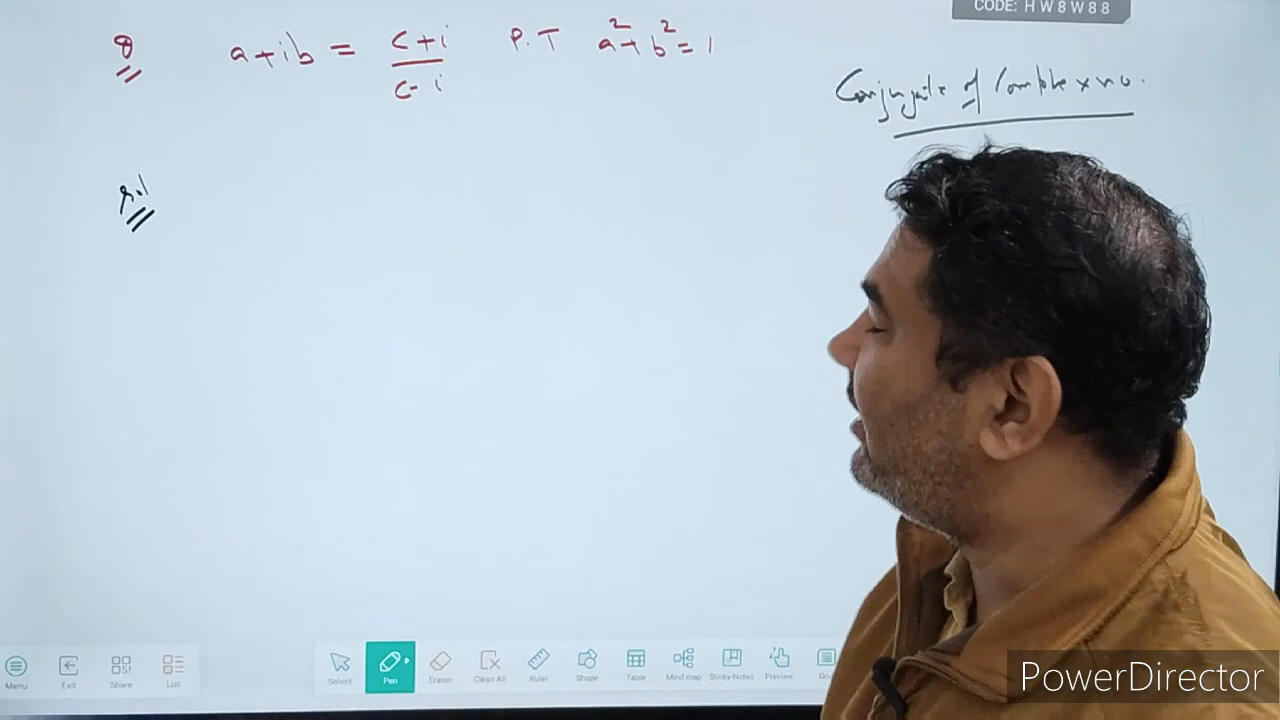 CODE: HW8W88
Q a+ib = c+i / c-i P.T a²+b²=1
Conjugate of Complex no.
Sol
Menu Exit Share List Select Pen Eraser Clean All Ruler Shape Table Mind map Sticky-Notes Preview
PowerDirector